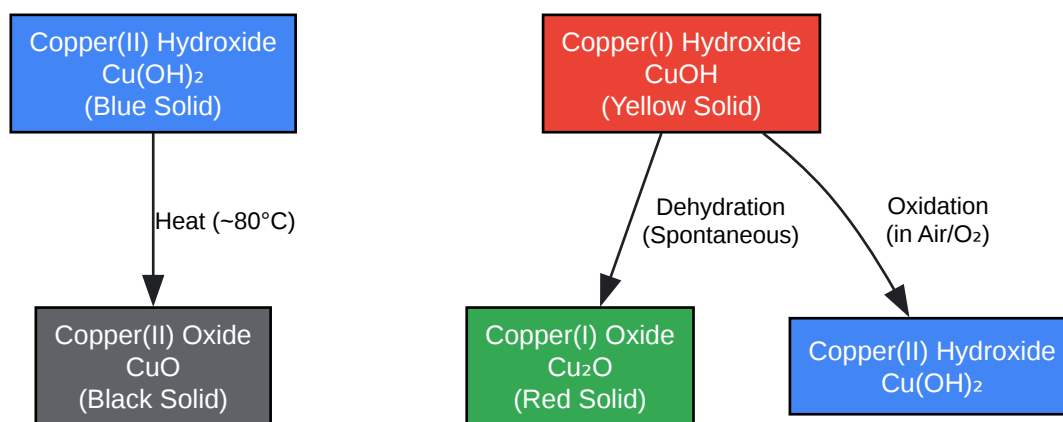 Copper(II) Hydroxide
Cu(OH)₂
(Blue Solid)
Copper(I) Hydroxide
CuOH
(Yellow Solid)
Heat (~80°C)
Dehydration
(Spontaneous)
Oxidation
(in Air/O₂)
Copper(II) Oxide
CuO
(Black Solid)
Copper(I) Oxide
Cu₂O
(Red Solid)
Copper(II) Hydroxide
Cu(OH)₂